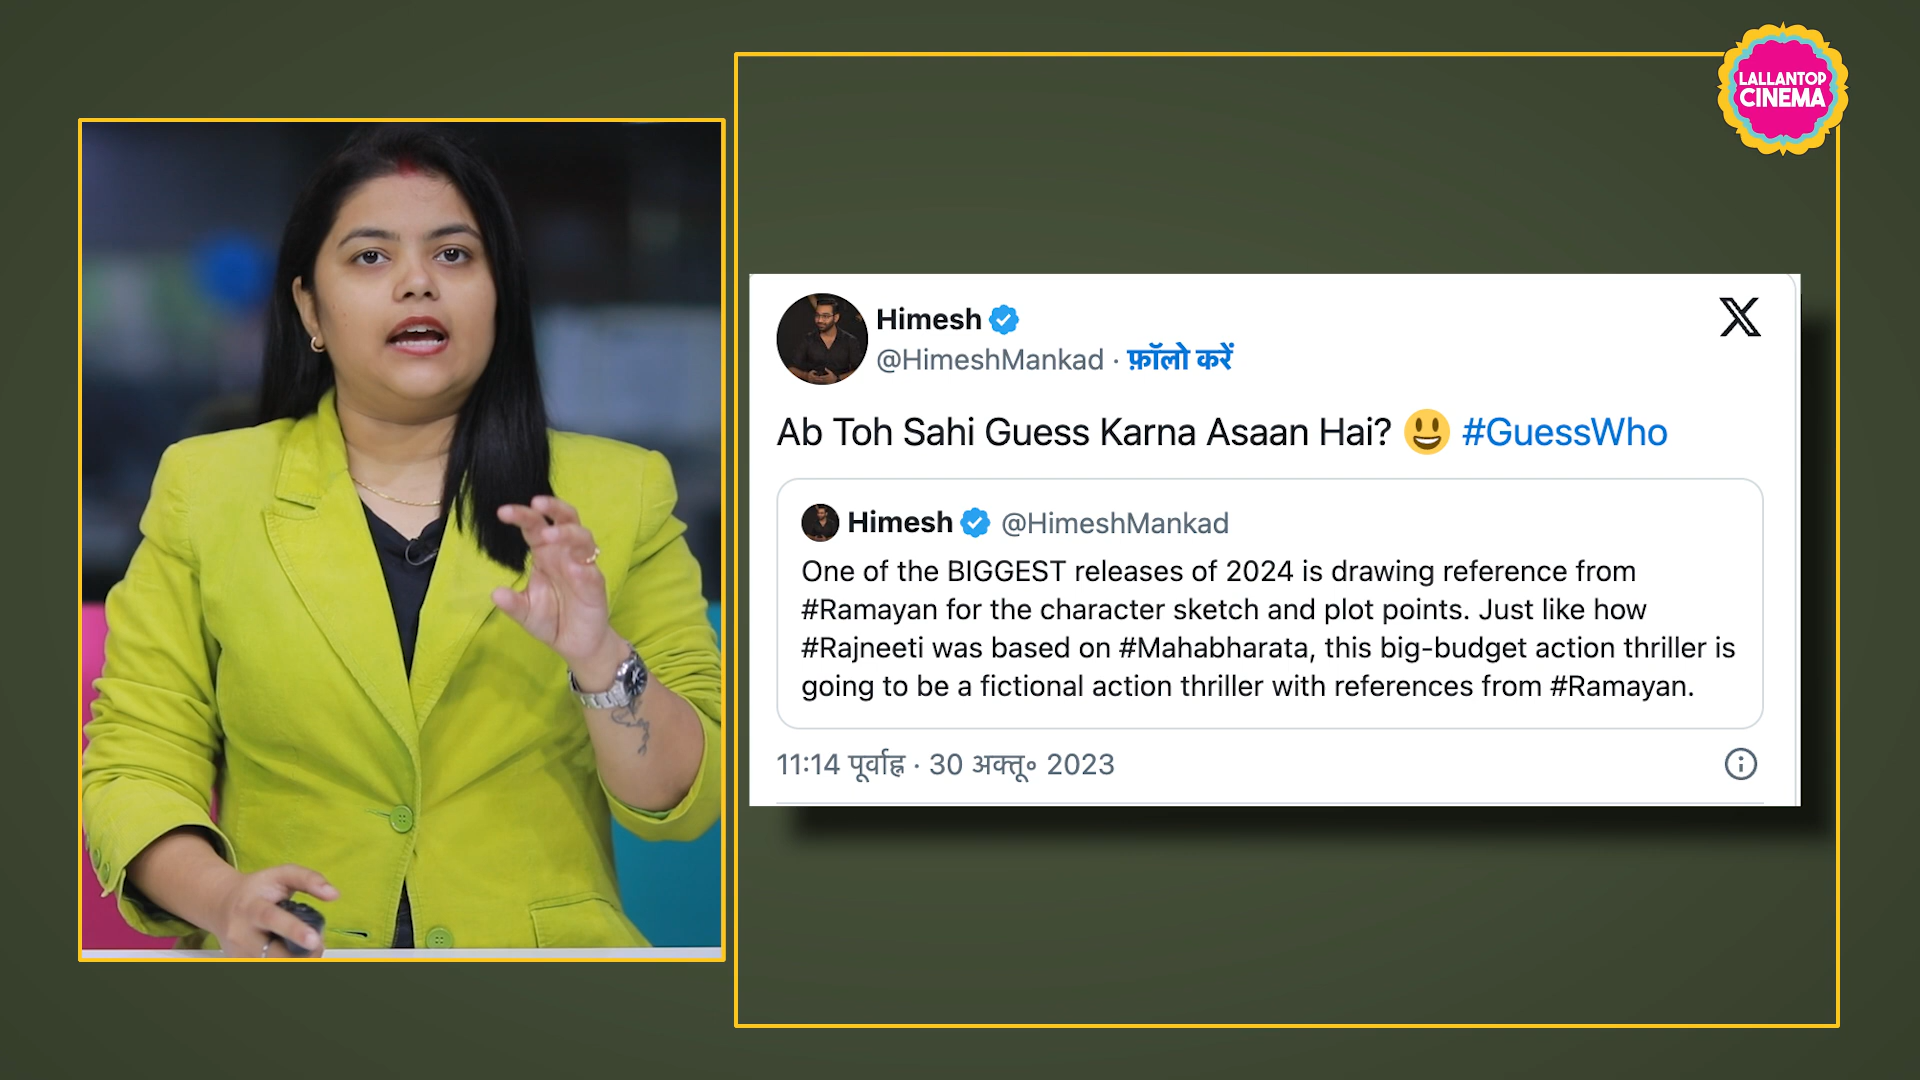 LALLANTOP
CINEMA
Himesh
@HimeshMankad · फ़ॉलो करें
Ab Toh Sahi Guess Karna Asaan Hai? 😃 #GuessWho
Himesh @HimeshMankad
One of the BIGGEST releases of 2024 is drawing reference from
#Ramayan for the character sketch and plot points. Just like how
#Rajneeti was based on #Mahabharata, this big-budget action thriller is
going to be a fictional action thriller with references from #Ramayan.
11:14 पूर्वाह्न · 30 अक्तू॰ 2023